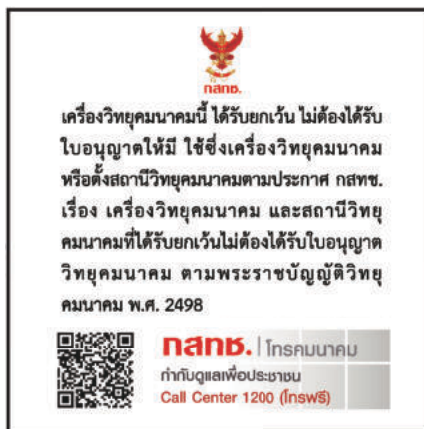 กสทช.
เครื่องวิทยุคมนาคมนี้ ได้รับยกเว้น ไม่ต้องได้รับ
ใบอนุญาตให้มี ใช้ซึ่งเครื่องวิทยุคมนาคม
หรือตั้งสถานีวิทยุคมนาคมตามประกาศ กสทช.
เรื่อง เครื่องวิทยุคมนาคม และสถานีวิทยุ
คมนาคมที่ได้รับยกเว้นไม่ต้องได้รับใบอนุญาต
วิทยุคมนาคม ตามพระราชบัญญัติวิทยุ
คมนาคม พ.ศ. 2498
กสทช. | โทรคมนาคม
กำกับดูแลเพื่อประชาชน
Call Center 1200 (โทรฟรี)